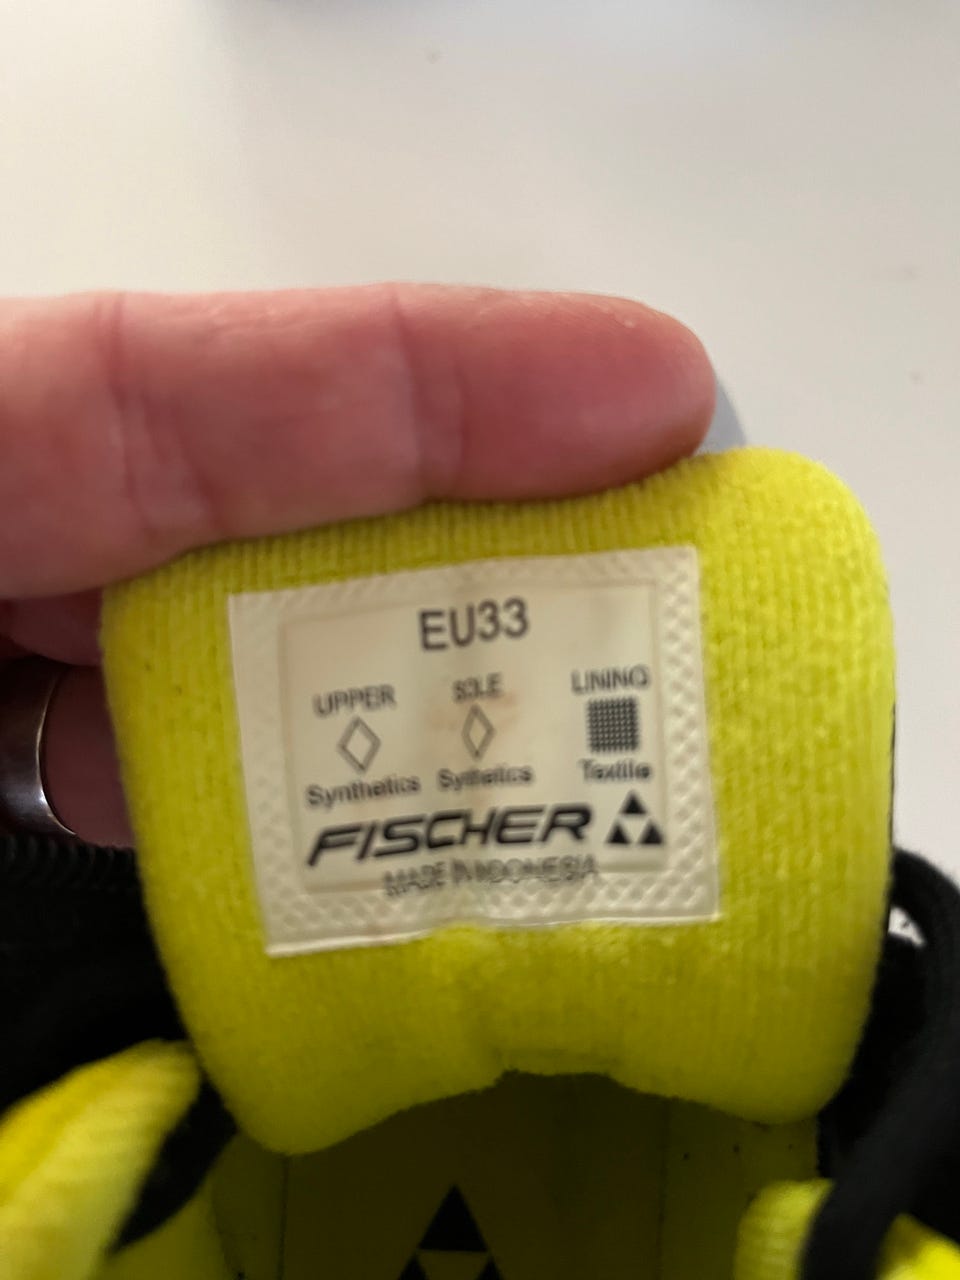 EU33
UPPER SOLE LINING
Synthetics Synthetics Textile
FISCHER
MADE IN INDONESIA